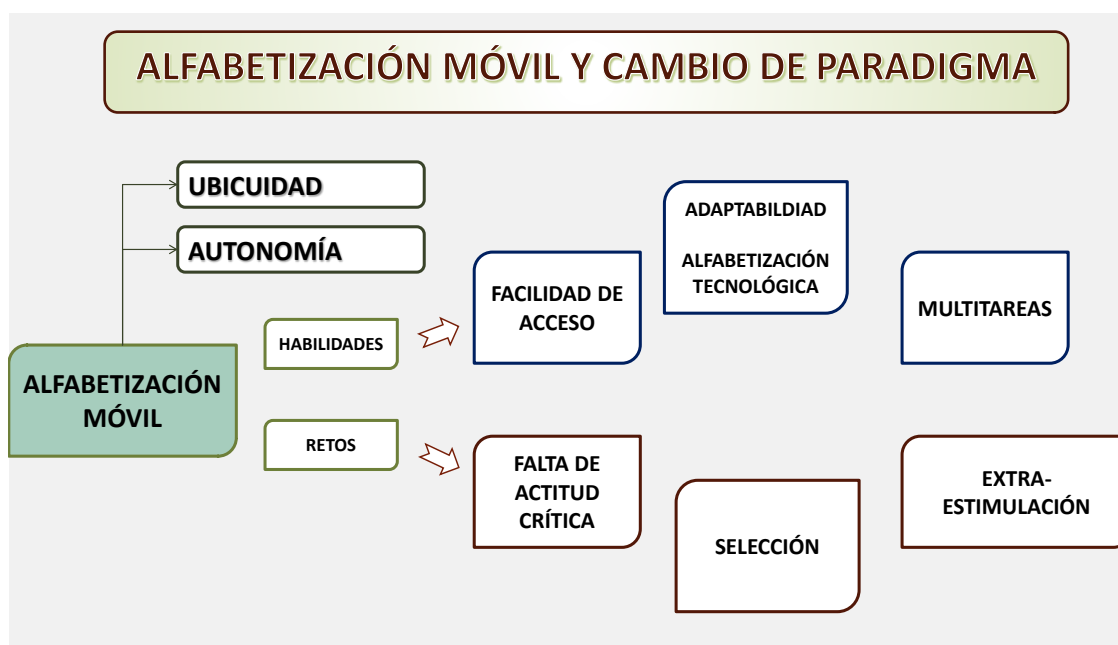 ALFABETIZACIÓN MÓVIL Y CAMBIO DE PARADIGMA
UBICUIDAD
AUTONOMÍA
ALFABETIZACIÓN
MÓVIL
HABILIDADES
FACILIDAD DE
ACCESO
ADAPTABILDIAD
ALFABETIZACIÓN
TECNOLÓGICA
MULTITAREAS
RETOS
FALTA DE
ACTITUD
CRÍTICA
SELECCIÓN
EXTRA-
ESTIMULACIÓN